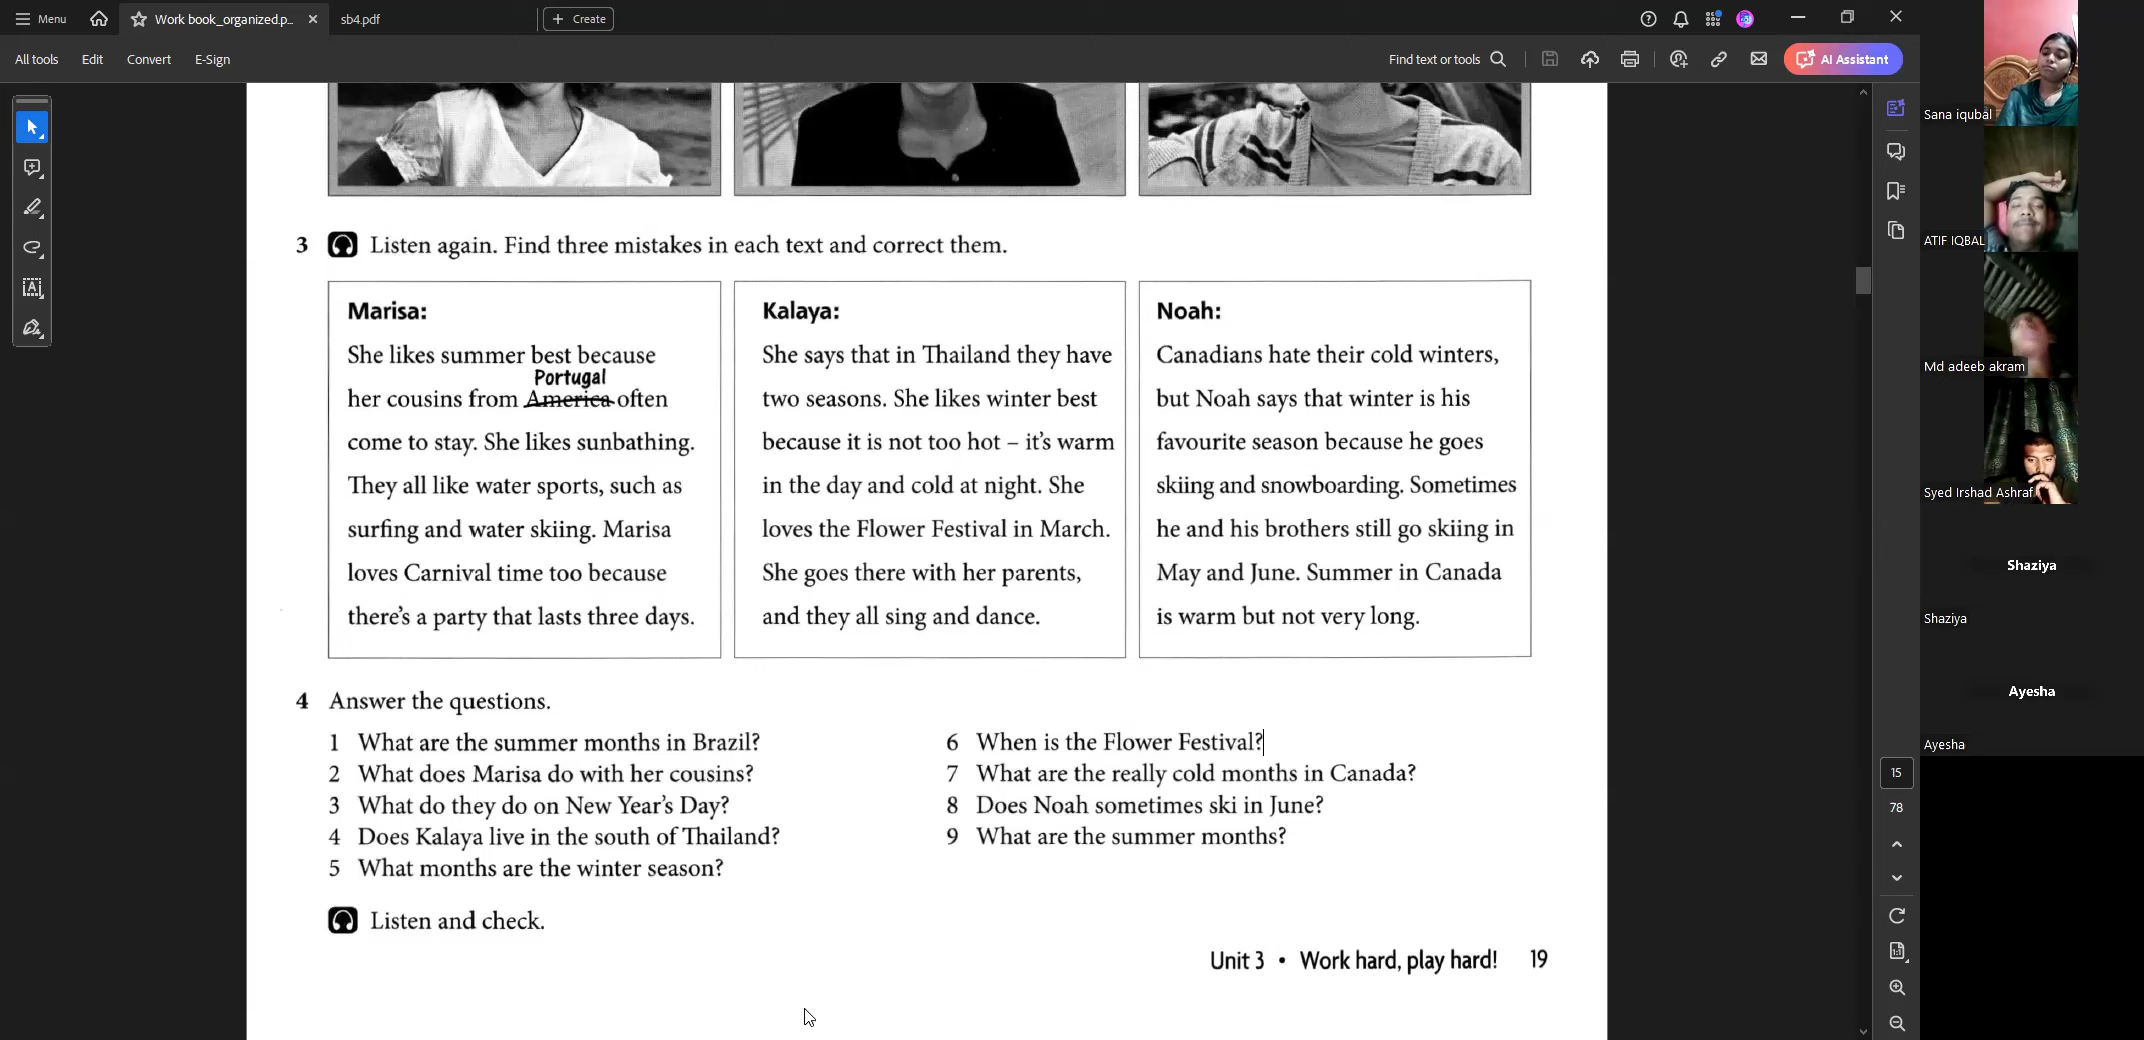 Menu
Work book_organized.p...
sb4.pdf
Create
All tools
Edit
Convert
E-Sign
Find text or tools
AI Assistant
3 Listen again. Find three mistakes in each text and correct them.
Marisa:
She likes summer best because
Portugal
her cousins from America often
come to stay. She likes sunbathing.
They all like water sports, such as
surfing and water skiing. Marisa
loves Carnival time too because
there's a party that lasts three days.
Kalaya:
She says that in Thailand they have
two seasons. She likes winter best
because it is not too hot – it's warm
in the day and cold at night. She
loves the Flower Festival in March.
She goes there with her parents,
and they all sing and dance.
Noah:
Canadians hate their cold winters,
but Noah says that winter is his
favourite season because he goes
skiing and snowboarding. Sometimes
he and his brothers still go skiing in
May and June. Summer in Canada
is warm but not very long.
4 Answer the questions.
1 What are the summer months in Brazil?
2 What does Marisa do with her cousins?
3 What do they do on New Year's Day?
4 Does Kalaya live in the south of Thailand?
5 What months are the winter season?
6 When is the Flower Festival?
7 What are the really cold months in Canada?
8 Does Noah sometimes ski in June?
9 What are the summer months?
Listen and check.
Unit 3 • Work hard, play hard! 19
15
78
Sana iqubal
ATIF IQBAL
Md adeeb akram
Syed Irshad Ashraf
Shaziya
Shaziya
Ayesha
Ayesha